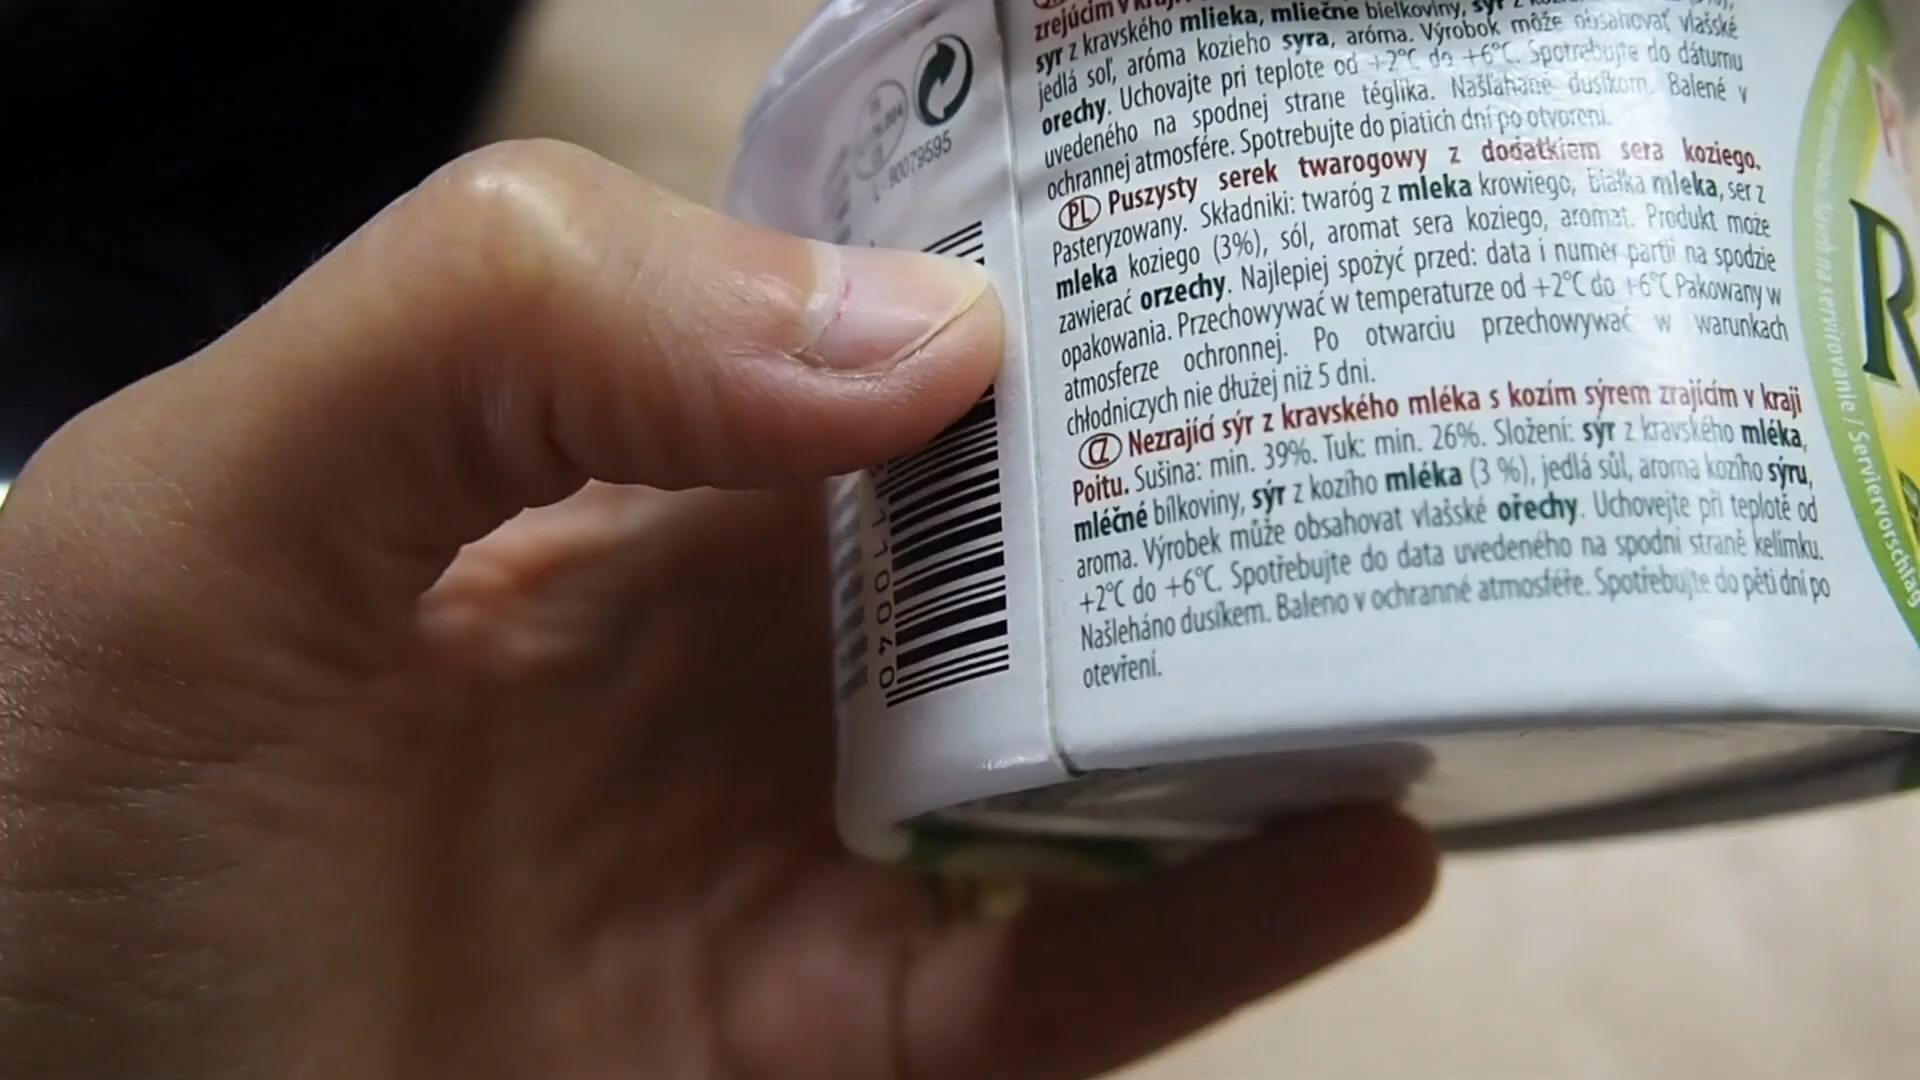 zrejúcim v kraji
syr z kravského mlieka, mliečne bielkoviny, syr z
jedlá soľ, aróma kozieho syra, aróma. Výrobok môže obsahovať vlašské
orechy. Uchovajte pri teplote od +2°C do +6°C. Spotrebujte do dátumu
uvedeného na spodnej strane téglika. Našľahané dusíkom. Balené v
ochrannej atmosfére. Spotrebujte do piatich dní po otvorení.
PL Puszysty serek twarogowy z dodatkiem sera koziego.
Pasteryzowany. Składniki: twaróg z mleka krowiego, białka mleka, ser z
mleka koziego (3%), sól, aromat sera koziego, aromat. Produkt może
zawierać orzechy. Najlepiej spożyć przed: data i numer partii na spodzie
opakowania. Przechowywać w temperaturze od +2°C do +6°C Pakowany w
atmosferze ochronnej. Po otwarciu przechowywać w warunkach
chłodniczych nie dłużej niż 5 dni.
CZ Nezrající sýr z kravského mléka s kozím sýrem zrajícím v kraji
Poitu. Sušina: min. 39%. Tuk: min. 26%. Složení: sýr z kravského mléka,
mléčné bílkoviny, sýr z kozího mléka (3 %), jedlá sůl, aroma kozího sýru,
aroma. Výrobek může obsahovat vlašské ořechy. Uchovejte při teplotě od
+2°C do +6°C. Spotřebujte do data uvedeného na spodní straně kelímku.
Našleháno dusíkem. Baleno v ochranné atmosféře. Spotřebujte do pěti dní po
otevření.
90079595
10040
na servírovanie / Serviervorschlag
R